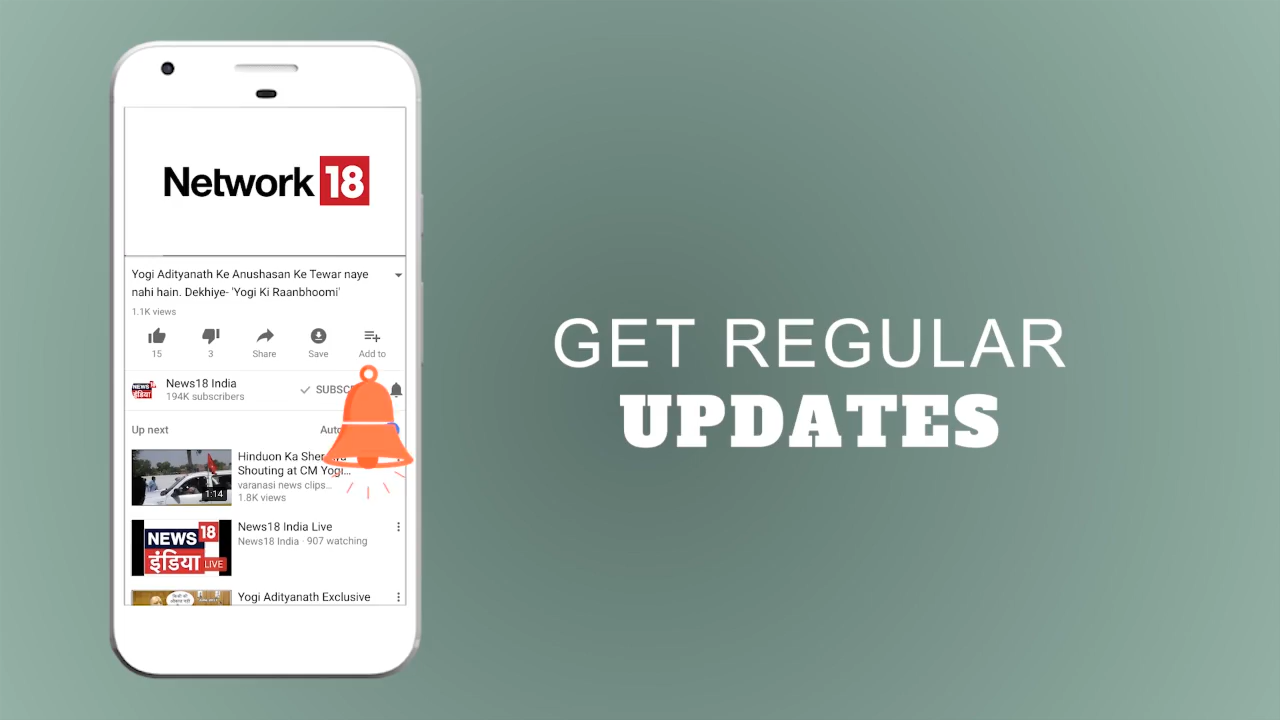 Network 18
Yogi Adityanath Ke Anushasan Ke Tewar naye
nahi hain. Dekhiye- 'Yogi Ki Raanbhoomi'
1.1K views
15
3
Share
Save
Add to
News18 India
194K subscribers
NEWS 18
इंडिया
Up next
Hinduon Ka
Shouting at CM Yogi...
varanasi news clips...
1.8K views
1:14
News18 India Live
News18 India · 907 watching
NEWS 18
इंडिया LIVE
Yogi Adityanath Exclusive
GET REGULAR
UPDATES